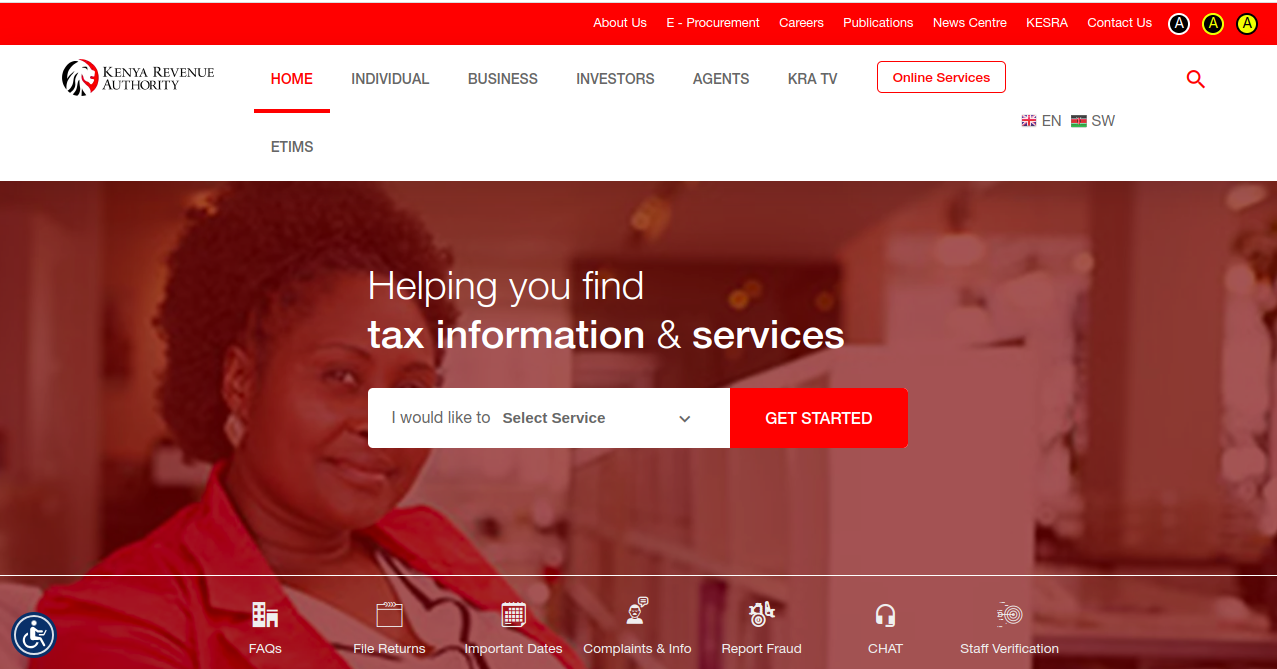 About Us E - Procurement Careers Publications News Centre KESRA Contact Us A A A
KENYA REVENUE
AUTHORITY
HOME INDIVIDUAL BUSINESS INVESTORS AGENTS KRA TV Online Services
EN SW
ETIMS
Helping you find
tax information & services
I would like to Select Service GET STARTED
FAQs File Returns Important Dates Complaints & Info Report Fraud CHAT Staff Verification